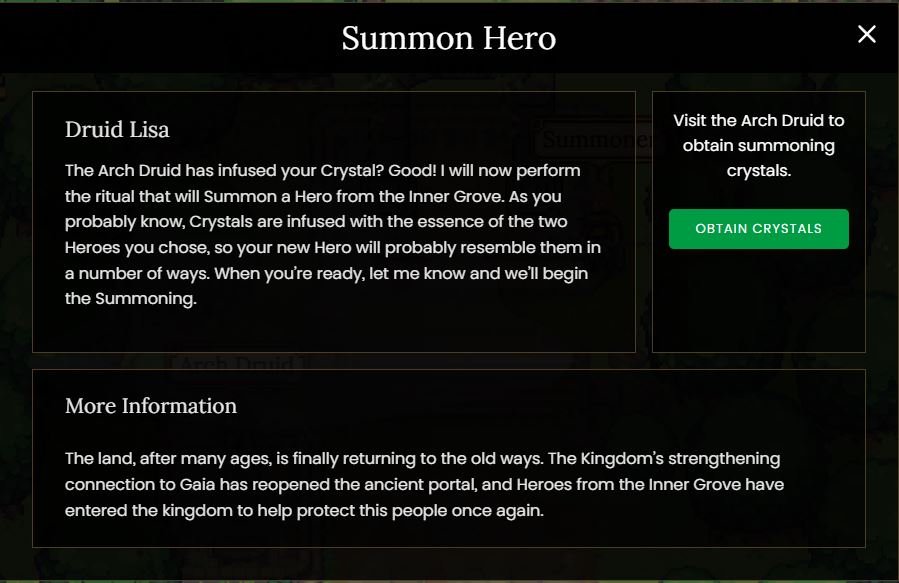 Summon Hero
Druid Lisa
The Arch Druid has infused your Crystal? Good! I will now perform
the ritual that will Summon a Hero from the Inner Grove. As you
probably know, Crystals are infused with the essence of the two
Heroes you chose, so your new Hero will probably resemble them in
a number of ways. When you're ready, let me know and we'll begin
the Summoning.
Summoner
Visit the Arch Druid to
obtain summoning
crystals.
OBTAIN CRYSTALS
Arch Druid
More Information
The land, after many ages, is finally returning to the old ways. The Kingdom's strengthening
connection to Gaia has reopened the ancient portal, and Heroes from the Inner Grove have
entered the kingdom to help protect this people once again.